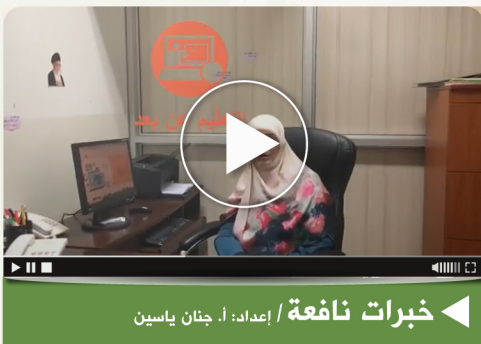 التعليم عن بعد
خبرات نافعة / إعداد: أ. جنان ياسين